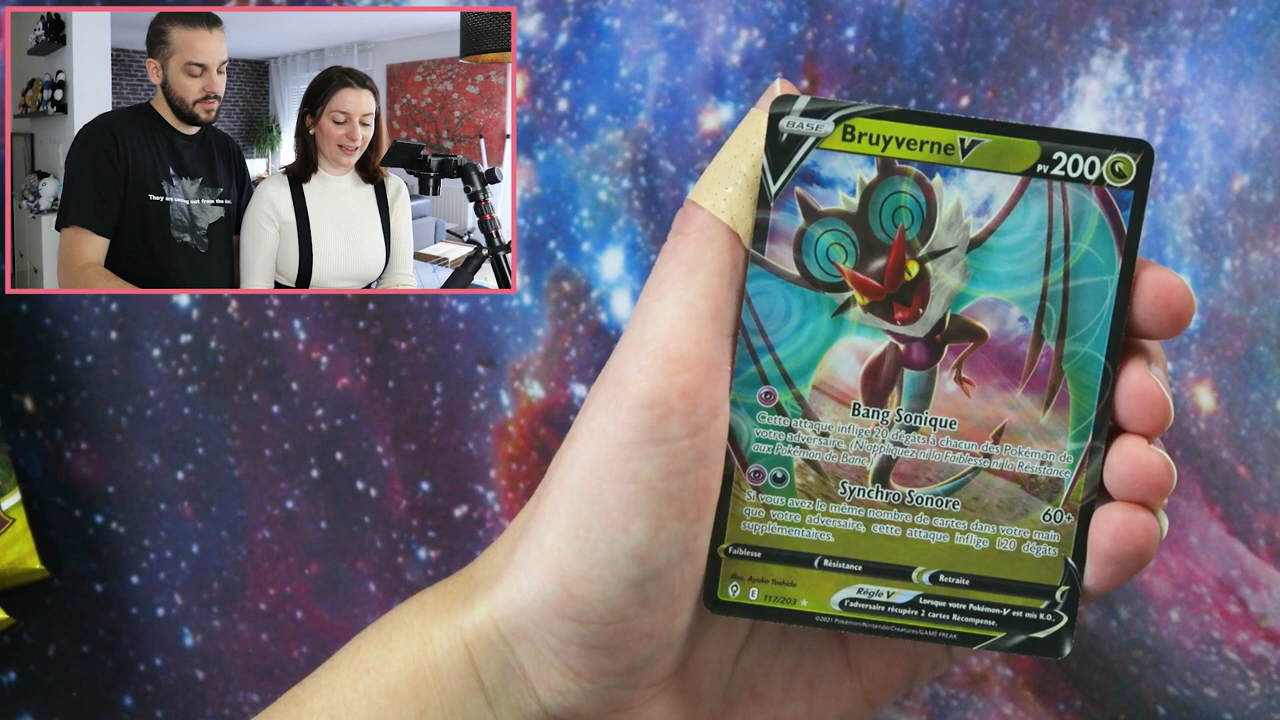 They are coming out from the dark.
BASE
BruyverneV
PV 200
Bang Sonique
Cette attaque inflige 20 dégâts à chacun des Pokémon de
votre adversaire. (N'appliquez ni la Faiblesse ni la Résistance
aux Pokémon de Banc.)
Synchro Sonore
60+
Si vous avez le même nombre de cartes dans votre main
que votre adversaire, cette attaque inflige 120 dégâts
supplémentaires.
Faiblesse
Résistance
Retraite
Illus. Ayaka Yoshida
E 117/203
Règle V
Lorsque votre Pokémon-V est mis K.O.,
l'adversaire récupère 2 cartes Récompense.
©2021 Pokémon/Nintendo/Creatures/GAME FREAK